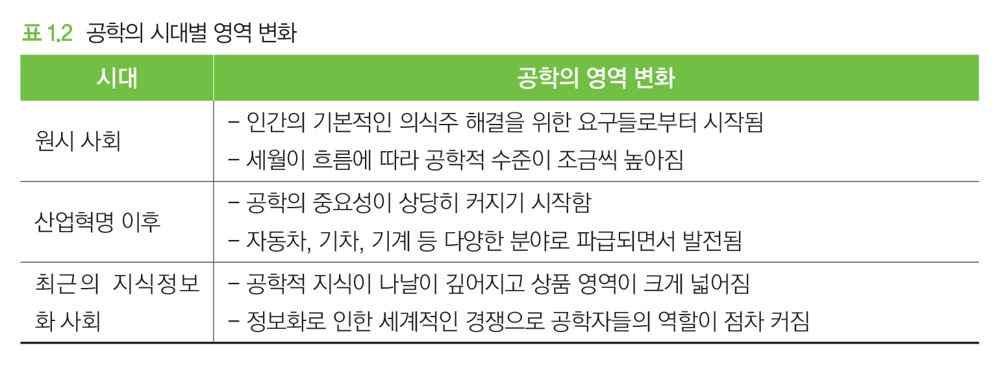 표 1.2 공학의 시대별 영역 변화
시대 공학의 영역 변화
원시 사회
– 인간의 기본적인 의식주 해결을 위한 요구들로부터 시작됨
– 세월이 흐름에 따라 공학적 수준이 조금씩 높아짐
산업혁명 이후
– 공학의 중요성이 상당히 커지기 시작함
– 자동차, 기차, 기계 등 다양한 분야로 파급되면서 발전됨
최근의 지식정보
화 사회
– 공학적 지식이 나날이 깊어지고 상품 영역이 크게 넓어짐
– 정보화로 인한 세계적인 경쟁으로 공학자들의 역할이 점차 커짐